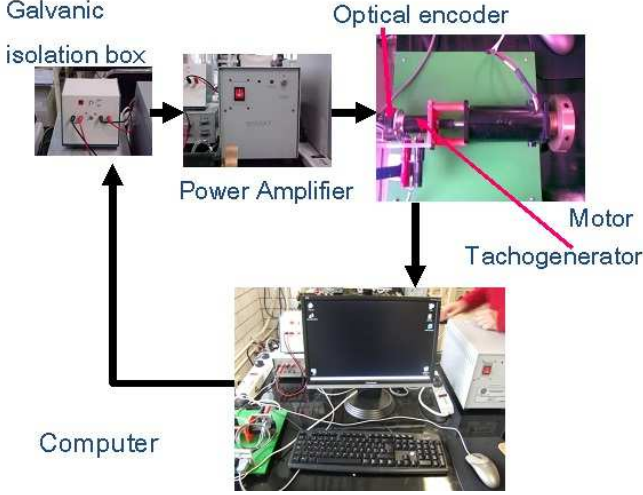 Galvanic
isolation box
Optical encoder
Power Amplifier
Motor
Tachogenerator
Computer